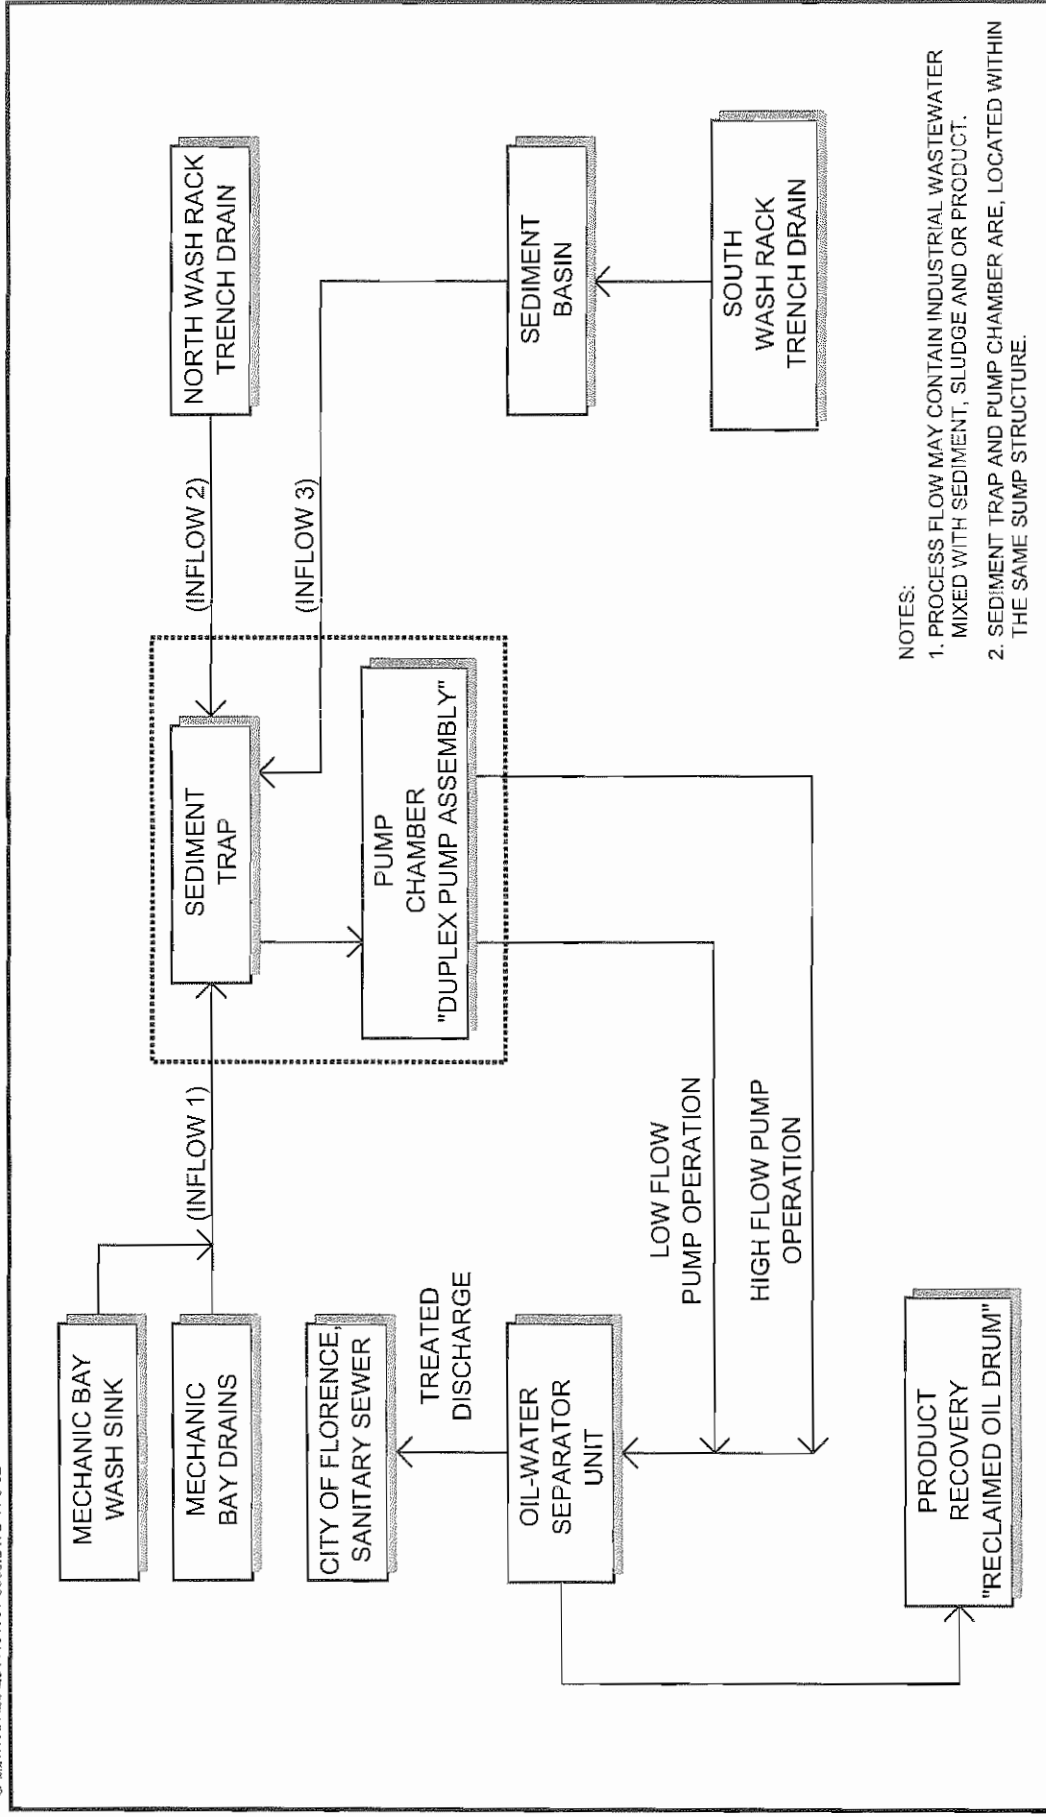 MECHANIC BAY
WASH SINK
MECHANIC
BAY DRAINS
(INFLOW 1)
SEDIMENT
TRAP
(INFLOW 2)
NORTH WASH RACK
TRENCH DRAIN
(INFLOW 3)
CITY OF FLORENCE,
SANITARY SEWER
TREATED
DISCHARGE
PUMP
CHAMBER
"DUPLEX PUMP ASSEMBLY"
SEDIMENT
BASIN
OIL-WATER
SEPARATOR
UNIT
LOW FLOW
PUMP OPERATION
HIGH FLOW PUMP
OPERATION
SOUTH
WASH RACK
TRENCH DRAIN
PRODUCT
RECOVERY
"RECLAIMED OIL DRUM"
NOTES:
1. PROCESS FLOW MAY CONTAIN INDUSTRIAL WASTEWATER
MIXED WITH SEDIMENT, SLUDGE AND OR PRODUCT.
2. SEDIMENT TRAP AND PUMP CHAMBER ARE, LOCATED WITHIN
THE SAME SUMP STRUCTURE.